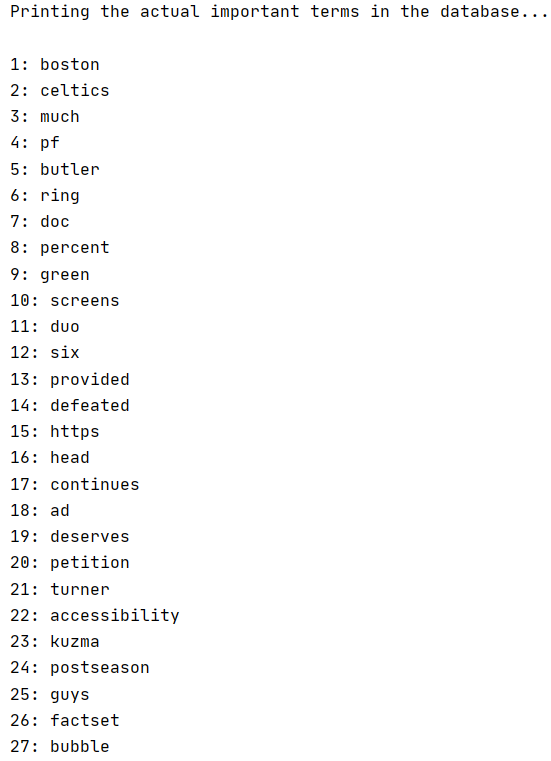 Printing the actual important terms in the database...
1: boston
2: celtics
3: much
4: pf
5: butler
6: ring
7: doc
8: percent
9: green
10: screens
11: duo
12: six
13: provided
14: defeated
15: https
16: head
17: continues
18: ad
19: deserves
20: petition
21: turner
22: accessibility
23: kuzma
24: postseason
25: guys
26: factset
27: bubble